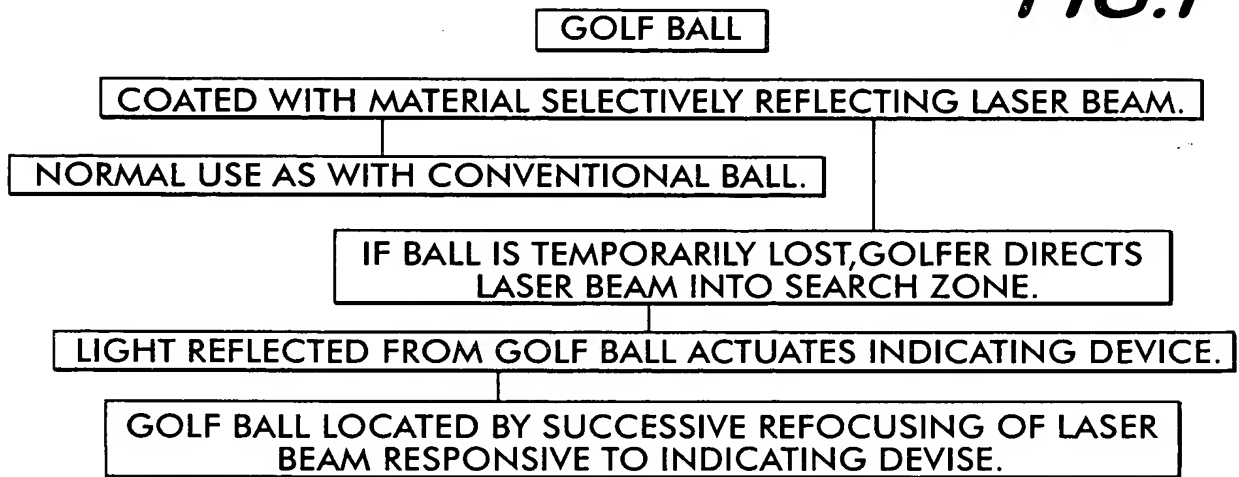 FIG.1
GOLF BALL
COATED WITH MATERIAL SELECTIVELY REFLECTING LASER BEAM.
NORMAL USE AS WITH CONVENTIONAL BALL.
IF BALL IS TEMPORARILY LOST,GOLFER DIRECTS
LASER BEAM INTO SEARCH ZONE.
LIGHT REFLECTED FROM GOLF BALL ACTUATES INDICATING DEVICE.
GOLF BALL LOCATED BY SUCCESSIVE REFOCUSING OF LASER
BEAM RESPONSIVE TO INDICATING DEVISE.